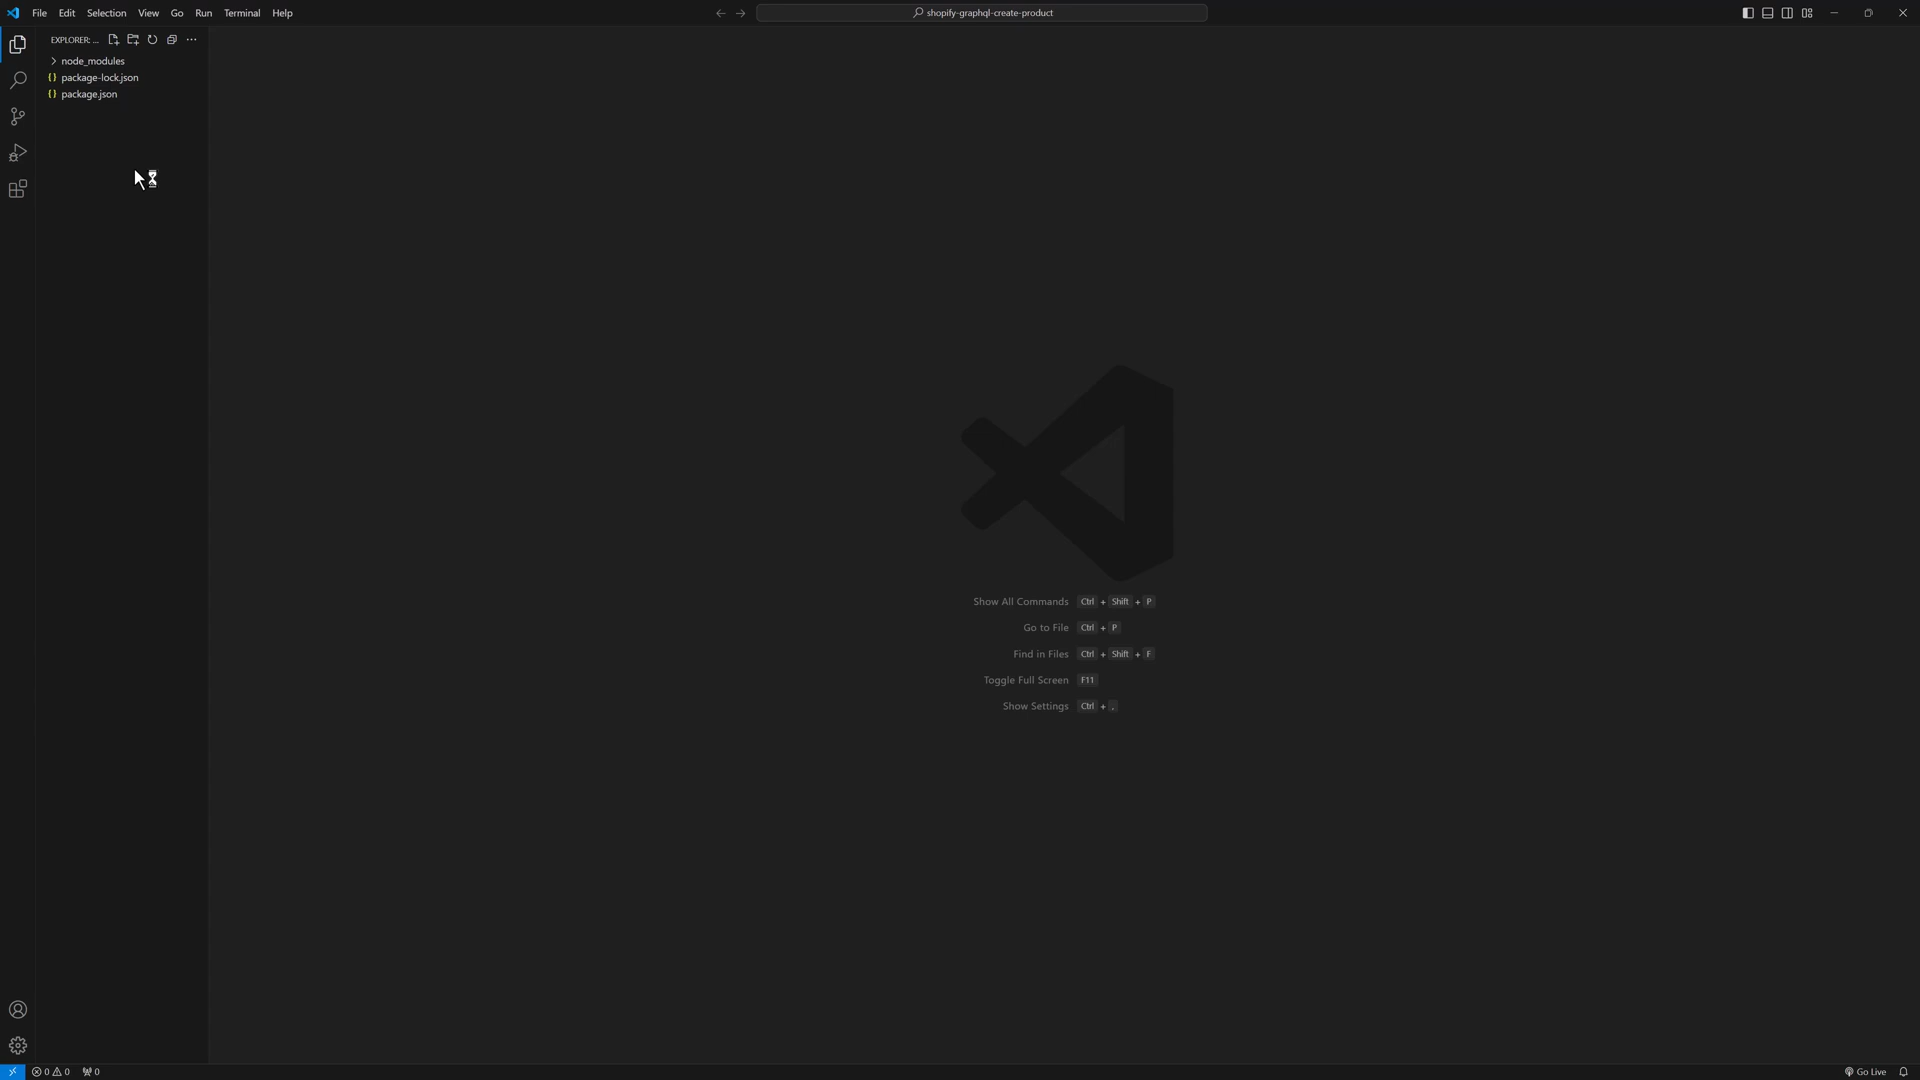 File Edit Selection View Go Run Terminal Help
shopify-graphql-create-product
EXPLORER: ...
node_modules
{} package-lock.json
{} package.json
Show All Commands Ctrl + Shift + P
Go to File Ctrl + P
Find in Files Ctrl + Shift + F
Toggle Full Screen F11
Show Settings Ctrl + ,
0 0 0
Go Live